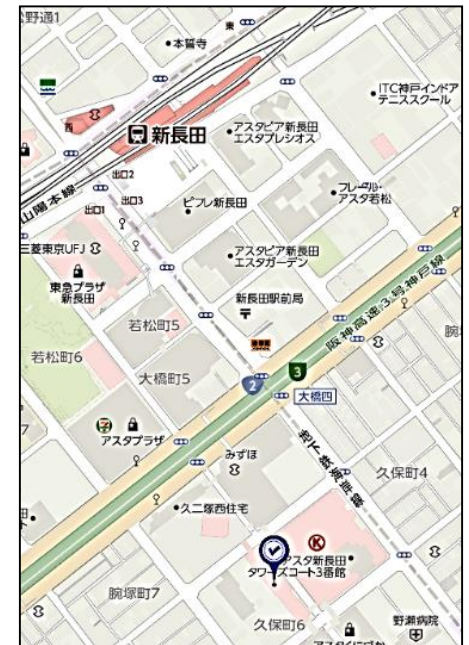 野通1
東
本誓寺
ITC神戸インドア
テニススクール
西
新長田
アスタピア新長田
エスタプレシオス
出口2
出口1
出口3
山陽本線
ピフレ新長田
フレール・
アスタ若松
三菱東京UFJ
東急プラザ
新長田
アスタピア新長田
エスタガーデン
新長田駅前局
阪神高速3号神戸線
若松町5
若松町6
大橋町5
2
3
大橋四
アスタプラザ
みずほ
地下鉄海岸線
久保町4
久二塚西住宅
アスタ新長田
タワーズコート3番館
腕塚町7
久保町6
野瀬病院